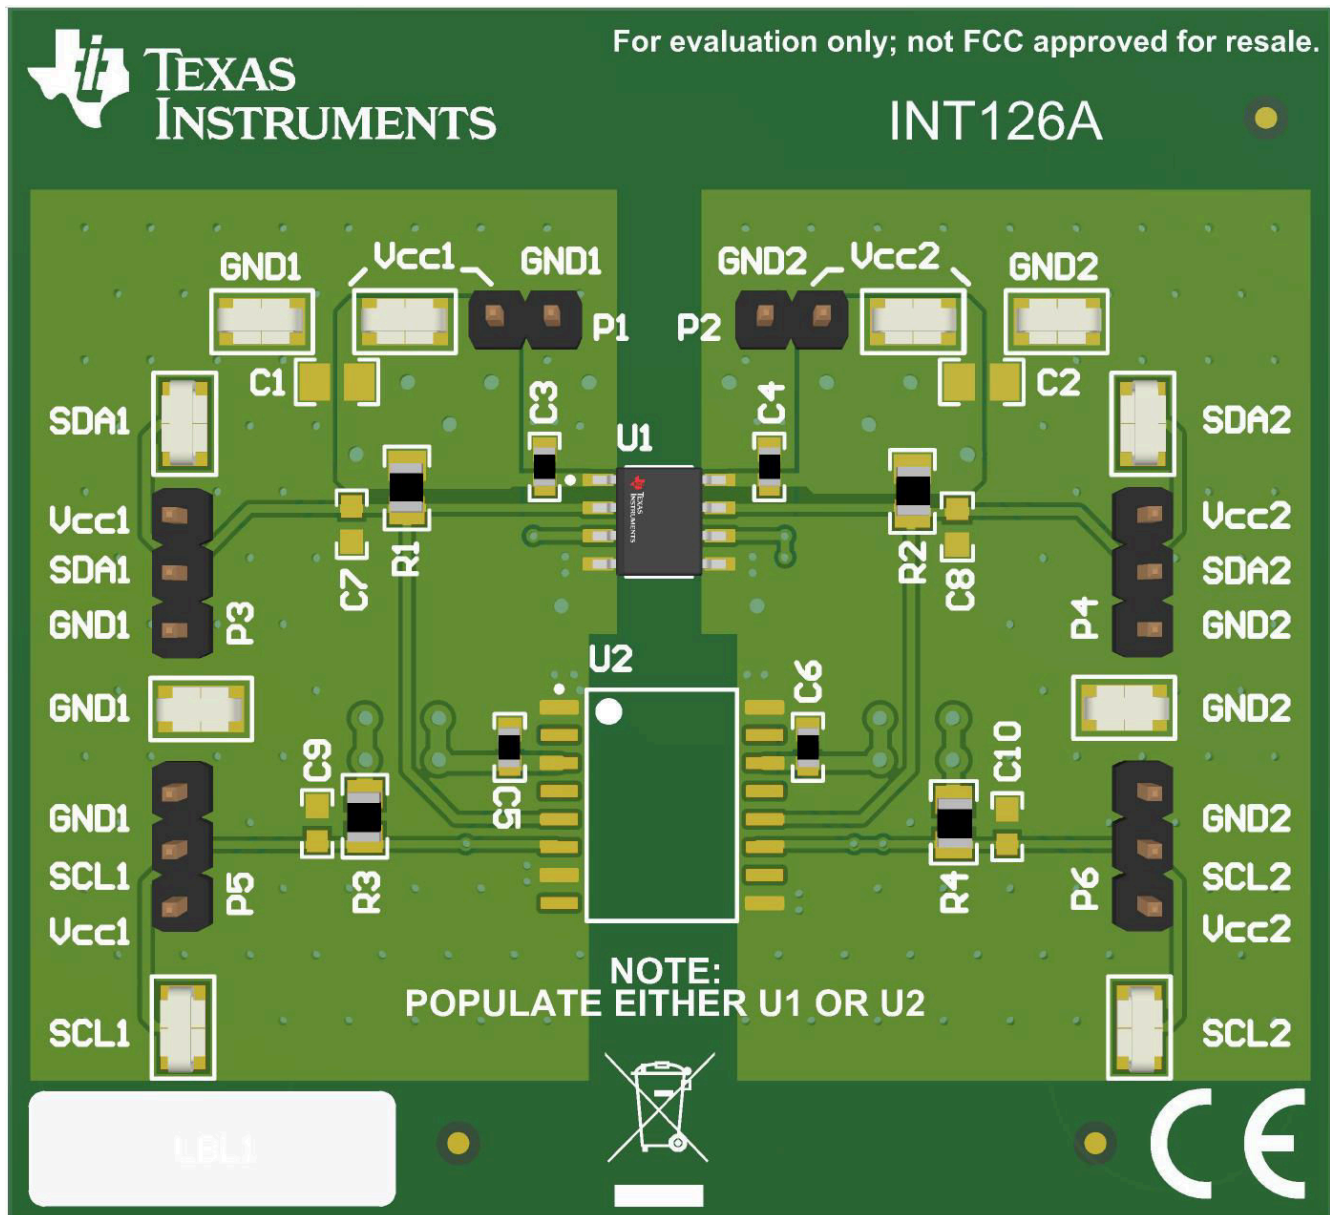 For evaluation only; not FCC approved for resale.
TEXAS
INSTRUMENTS
INT126A
GND1
Vcc1
GND1
GND2
Vcc2
GND2
P1
P2
C1
C3
C4
C2
SDA1
U1
SDA2
TEXAS
INSTRUMENTS
Vcc1
Vcc2
SDA1
C7
R1
R2
C8
SDA2
GND1
P3
P4
GND2
U2
C6
GND1
GND2
C9
C5
C10
GND1
GND2
SCL1
P5
R3
R4
P6
SCL2
Vcc1
Vcc2
NOTE:
POPULATE EITHER U1 OR U2
SCL1
SCL2
LBL1
CE